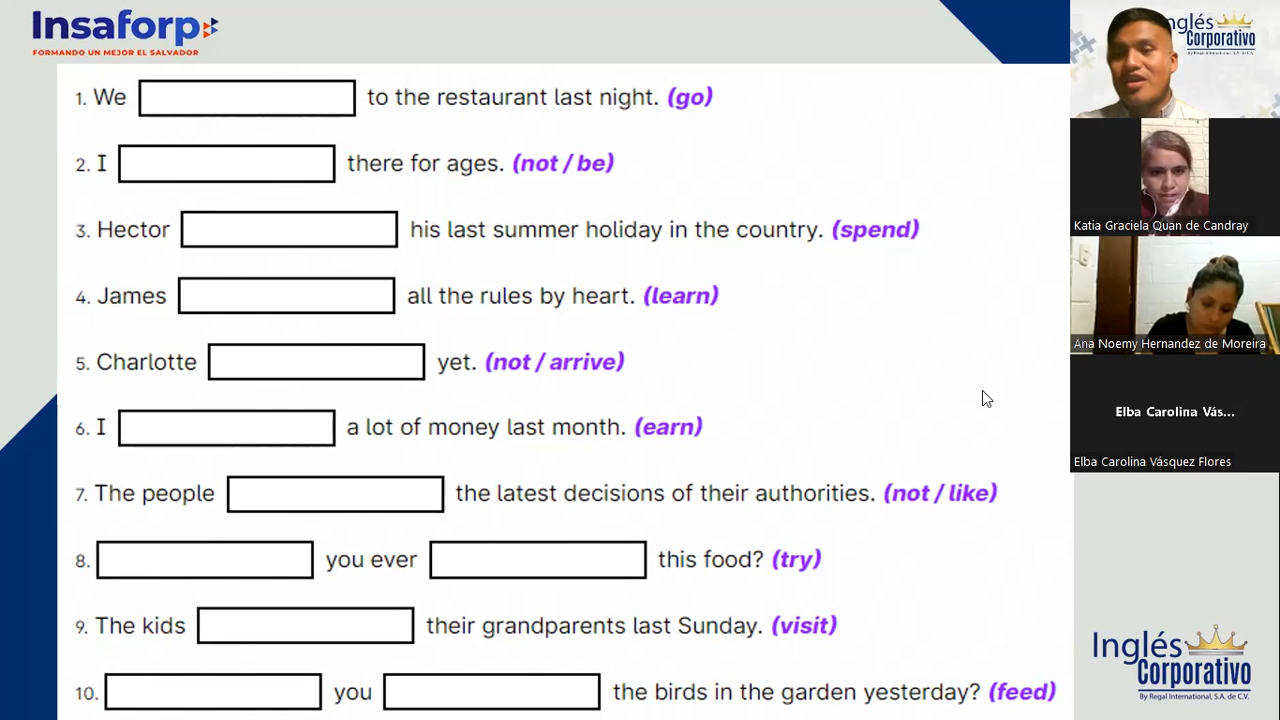 Insaforp
FORMANDO UN MEJOR EL SALVADOR
1. We to the restaurant last night. (go)
2. I there for ages. (not / be)
3. Hector his last summer holiday in the country. (spend)
4. James all the rules by heart. (learn)
5. Charlotte yet. (not / arrive)
6. I a lot of money last month. (earn)
7. The people the latest decisions of their authorities. (not / like)
8. you ever this food? (try)
9. The kids their grandparents last Sunday. (visit)
10. you the birds in the garden yesterday? (feed)
Inglés
Corporativo
By Regal International, S.A. de C.V.
Katia Graciela Quan de Candray
Ana Noemy Hernandez de Moreira
Elba Carolina Vás...
Elba Carolina Vásquez Flores
Inglés
Corporativo
By Regal International, S.A. de C.V.